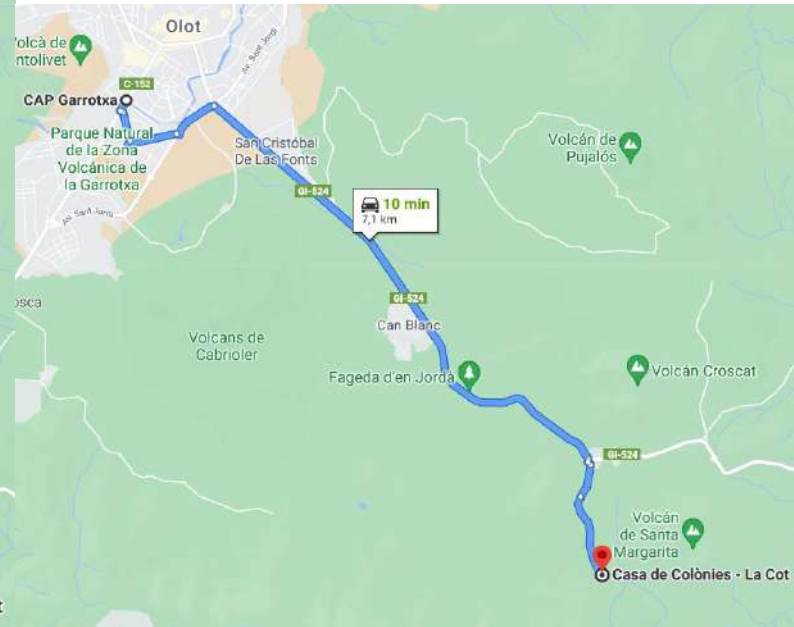 Olot
Volcà de
ntolivet
Av. Sant Jordi
C-152
CAP Garrotxa
Parque Natural
de la Zona
Volcánica de
la Garrotxa
San Cristóbal
De Las Fonts
Volcán de
Pujalós
GI-524
10 min
7,1 km
Av. Sant Jordi
osca
GI-524
Can Blanc
Volcans de
Cabrioler
Fageda d'en Jordà
Volcán Croscat
GI-524
Volcán
de Santa
Margarita
Casa de Colònies - La Cot
t